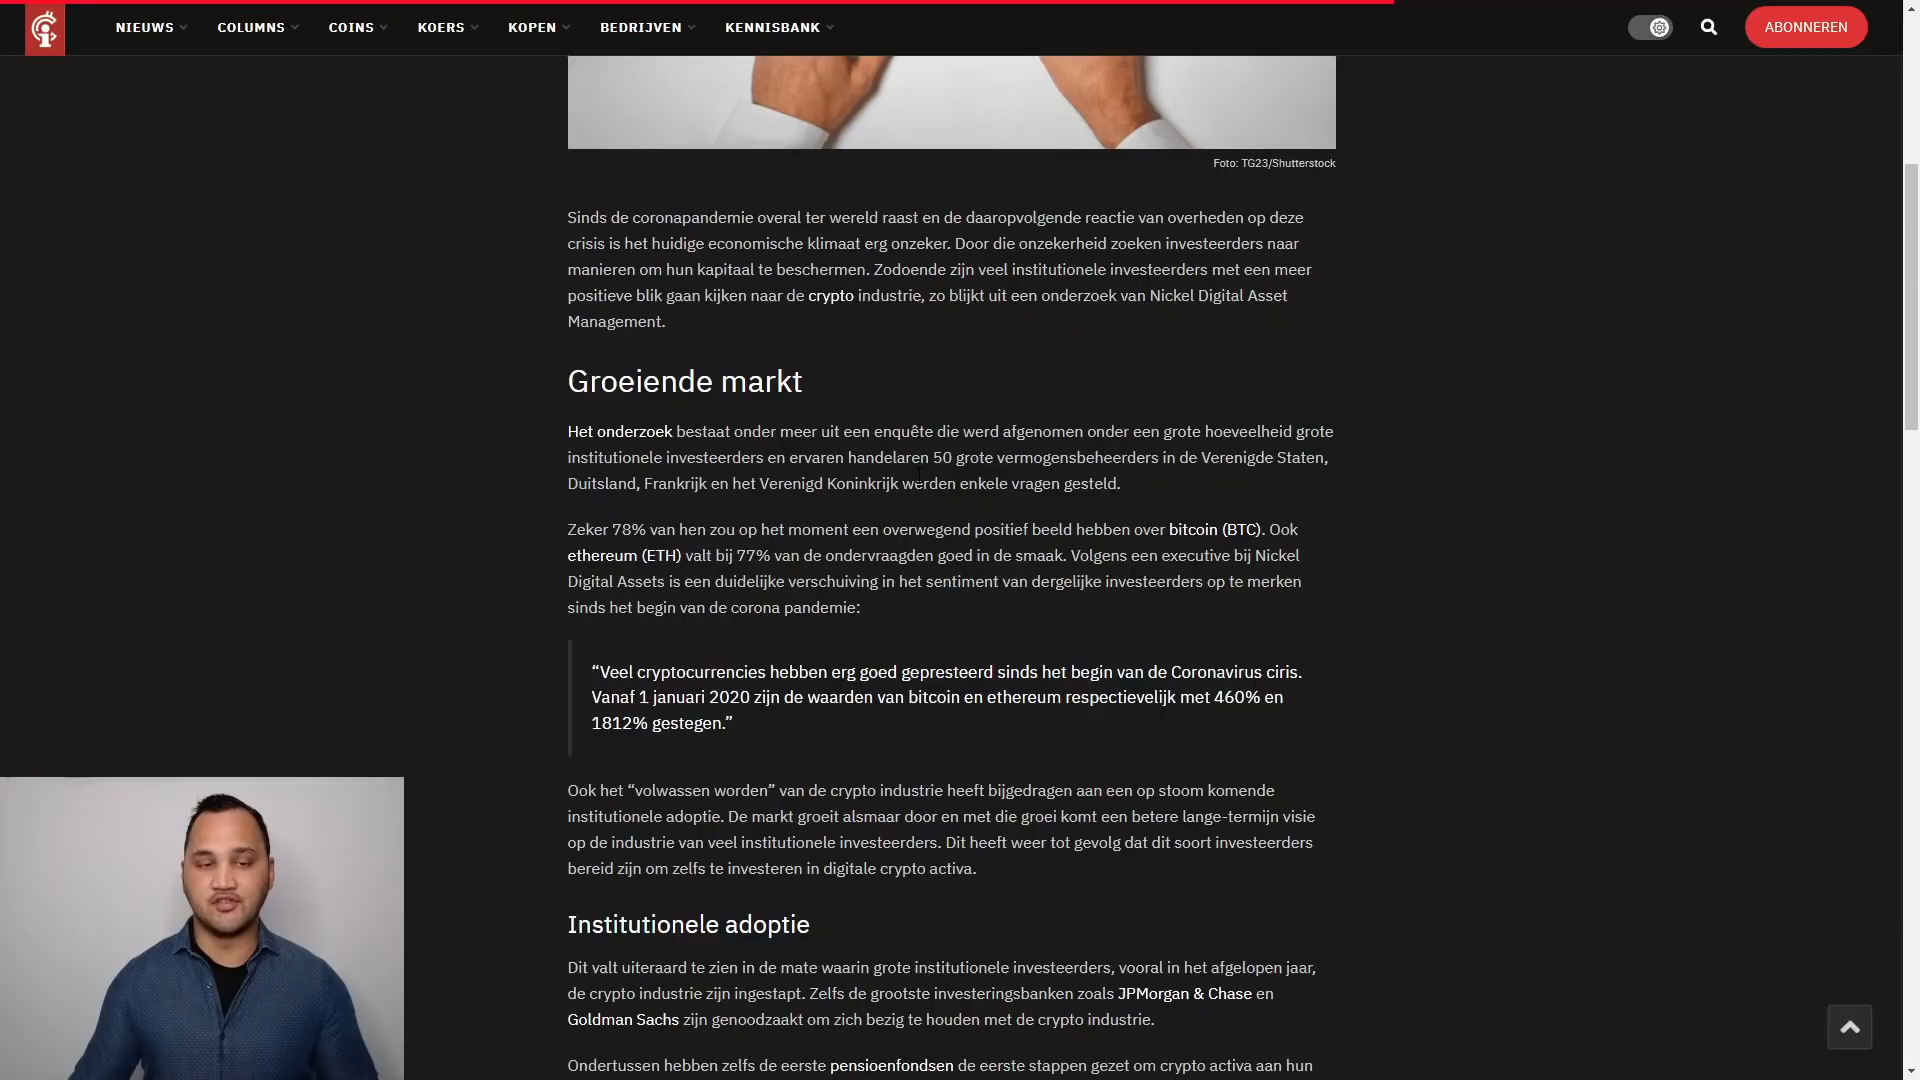 NIEUWS COLUMNS COINS KOERS KOPEN BEDRIJVEN KENNISBANK ABONNEREN
Foto: TG23/Shutterstock
Sinds de coronapandemie overal ter wereld raast en de daaropvolgende reactie van overheden op deze
crisis is het huidige economische klimaat erg onzeker. Door die onzekerheid zoeken investeerders naar
manieren om hun kapitaal te beschermen. Zodoende zijn veel institutionele investeerders met een meer
positieve blik gaan kijken naar de crypto industrie, zo blijkt uit een onderzoek van Nickel Digital Asset
Management.
Groeiende markt
Het onderzoek bestaat onder meer uit een enquête die werd afgenomen onder een grote hoeveelheid grote
institutionele investeerders en ervaren handelaren 50 grote vermogensbeheerders in de Verenigde Staten,
Duitsland, Frankrijk en het Verenigd Koninkrijk werden enkele vragen gesteld.
Zeker 78% van hen zou op het moment een overwegend positief beeld hebben over bitcoin (BTC). Ook
ethereum (ETH) valt bij 77% van de ondervraagden goed in de smaak. Volgens een executive bij Nickel
Digital Assets is een duidelijke verschuiving in het sentiment van dergelijke investeerders op te merken
sinds het begin van de corona pandemie:
“Veel cryptocurrencies hebben erg goed gepresteerd sinds het begin van de Coronavirus ciris.
Vanaf 1 januari 2020 zijn de waarden van bitcoin en ethereum respectievelijk met 460% en
1812% gestegen.”
Ook het “volwassen worden” van de crypto industrie heeft bijgedragen aan een op stoom komende
institutionele adoptie. De markt groeit alsmaar door en met die groei komt een betere lange-termijn visie
op de industrie van veel institutionele investeerders. Dit heeft weer tot gevolg dat dit soort investeerders
bereid zijn om zelfs te investeren in digitale crypto activa.
Institutionele adoptie
Dit valt uiteraard te zien in de mate waarin grote institutionele investeerders, vooral in het afgelopen jaar,
de crypto industrie zijn ingestapt. Zelfs de grootste investeringsbanken zoals JPMorgan & Chase en
Goldman Sachs zijn genoodzaakt om zich bezig te houden met de crypto industrie.
Ondertussen hebben zelfs de eerste pensioenfondsen de eerste stappen gezet om crypto activa aan hun